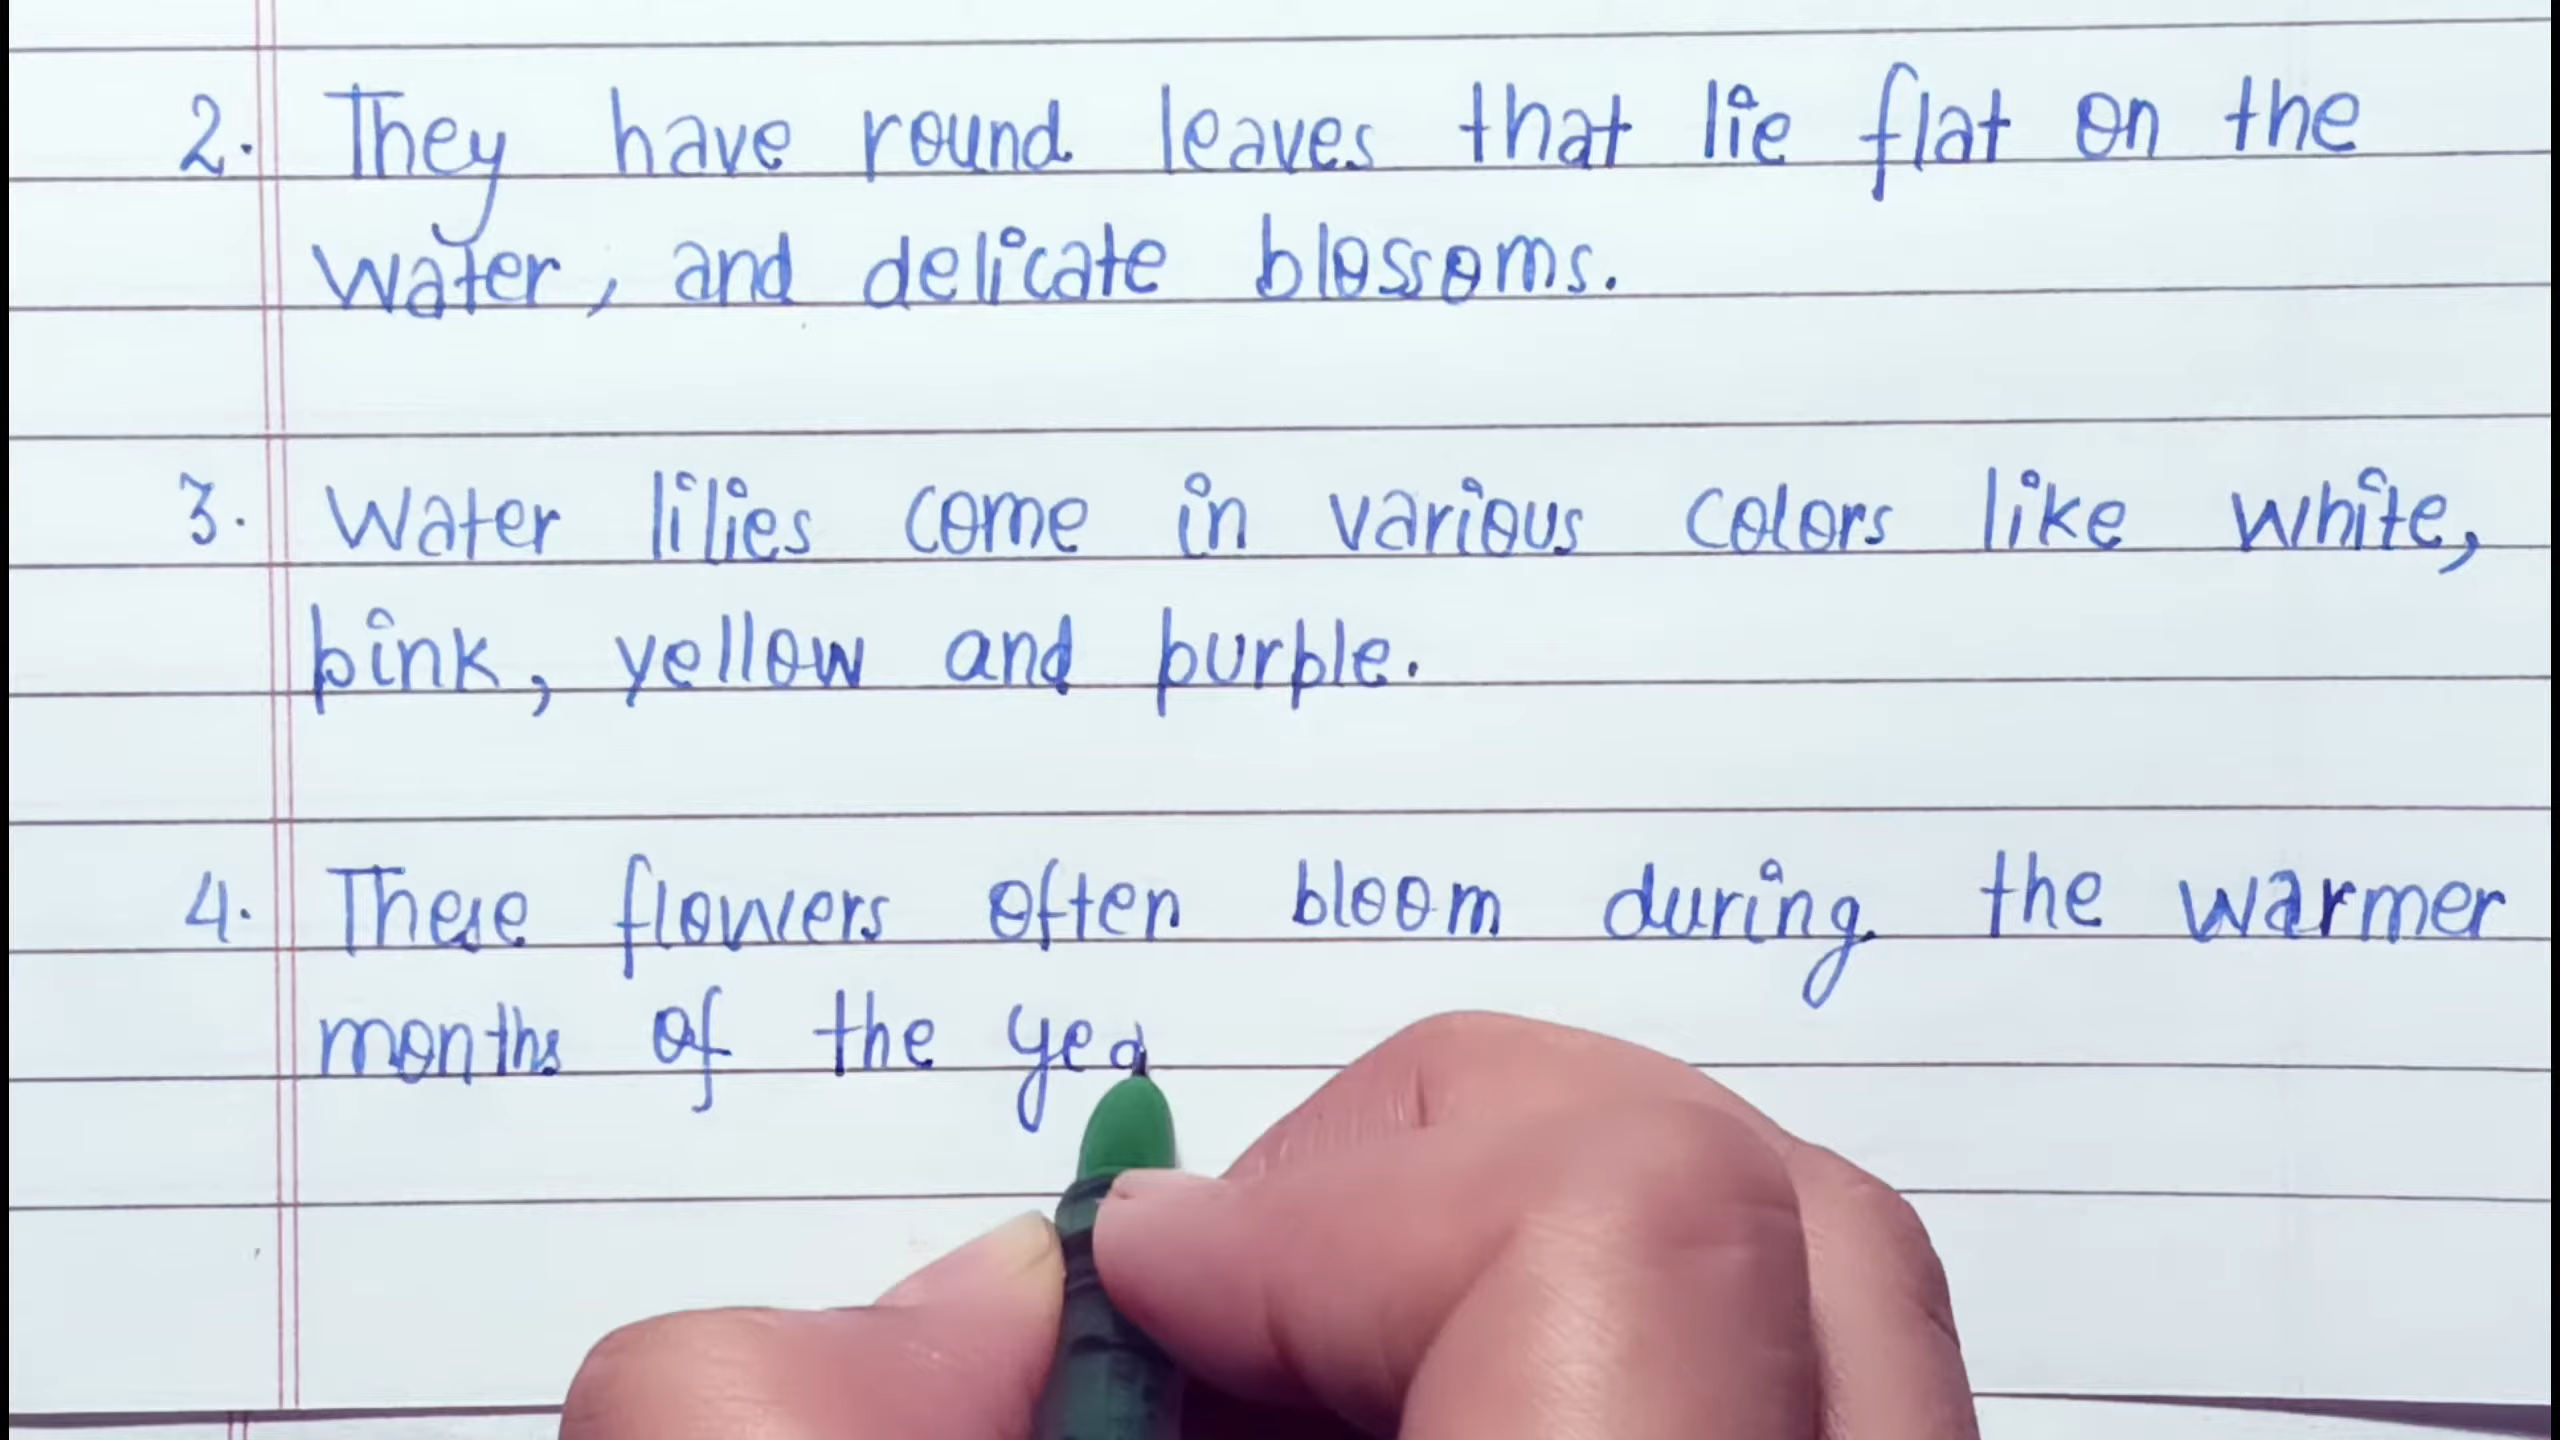 2. They have round leaves that lie flat on the
water, and delicate blossoms.
3. Water lilies come in various colors like white,
pink, yellow and purple.
4. These flowers often bloom during the warmer
months of the yea